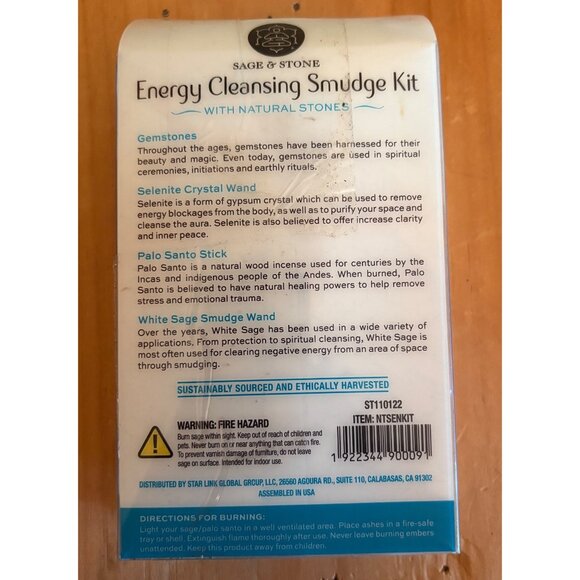 SAGE & STONE
Energy Cleansing Smudge Kit
WITH NATURAL STONES
Gemstones
Throughout the ages, gemstones have been harnessed for their
beauty and magic. Even today, gemstones are used in spiritual
ceremonies, initiations and earthly rituals.
Selenite Crystal Wand
Selenite is a form of gypsum crystal which can be used to remove
energy blockages from the body, as well as to purify your space and
cleanse the aura. Selenite is also believed to offer increase clarity
and inner peace.
Palo Santo Stick
Palo Santo is a natural wood incense used for centuries by the
Incas and indigenous people of the Andes. When burned, Palo
Santo is believed to have natural healing powers to help remove
stress and emotional trauma.
White Sage Smudge Wand
Over the years, White Sage has been used in a wide variety of
applications. From protection to spiritual cleansing, White Sage is
most often used for clearing negative energy from an area of space
through smudging.
SUSTAINABLY SOURCED AND ETHICALLY HARVESTED
ST110122
ITEM: NTSENKIT
WARNING: FIRE HAZARD
Burn sage within sight. Keep out of reach of children and
pets. Never burn on or near anything that can catch fire.
To prevent varnish damage of furniture, do not leave
sage on surface. Intended for indoor use.
1 922344 900091
DISTRIBUTED BY STAR LINK GLOBAL GROUP, LLC, 26560 AGOURA RD., SUITE 110, CALABASAS, CA 91302
ASSEMBLED IN USA
DIRECTIONS FOR BURNING:
Light your sage/palo santo in a well ventilated area. Place ashes in a fire-safe
tray or shell. Extinguish flame thoroughly after use. Never leave burning embers
unattended. Keep this product away from children.